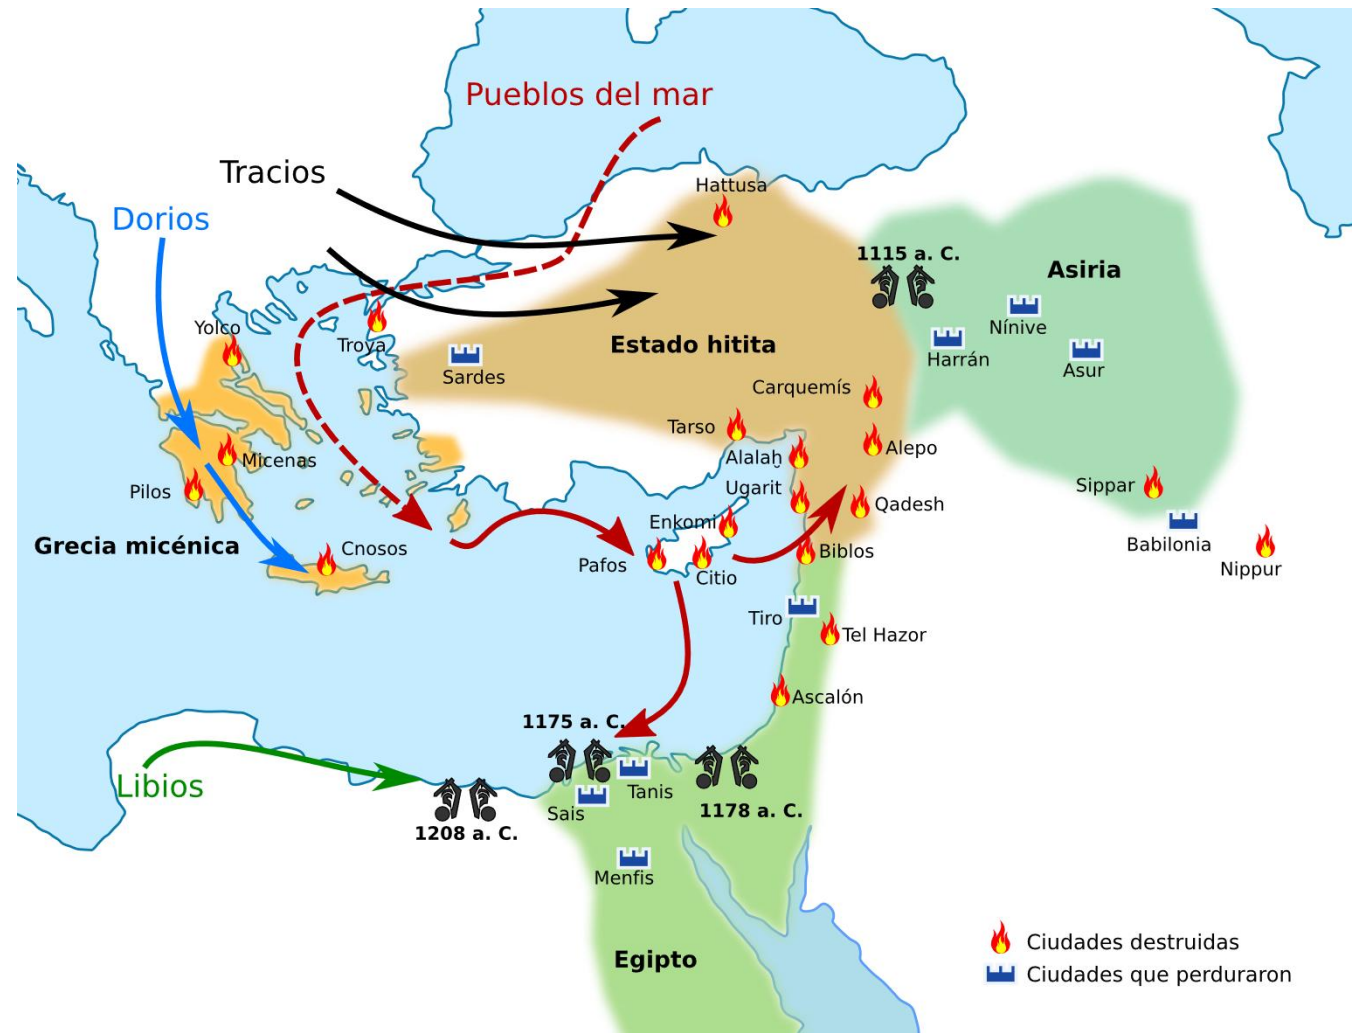 Pueblos del mar
Tracios
Hattusa
Dorios
1115 a. C.
Asiria
Nínive
Yolco
Troya
Estado hitita
Harrán
Asur
Sardes
Carquemís
Tarso
Alepo
Micenas
Alalaḫ
Pilos
Ugarit
Sippar
Qadesh
Enkomi
Grecia micénica
Cnosos
Biblos
Babilonia
Pafos
Citio
Nippur
Tiro
Tel Hazor
Ascalón
1175 a. C.
Libios
Tanis
Sais
1178 a. C.
1208 a. C.
Menfis
Egipto
Ciudades destruidas
Ciudades que perduraron